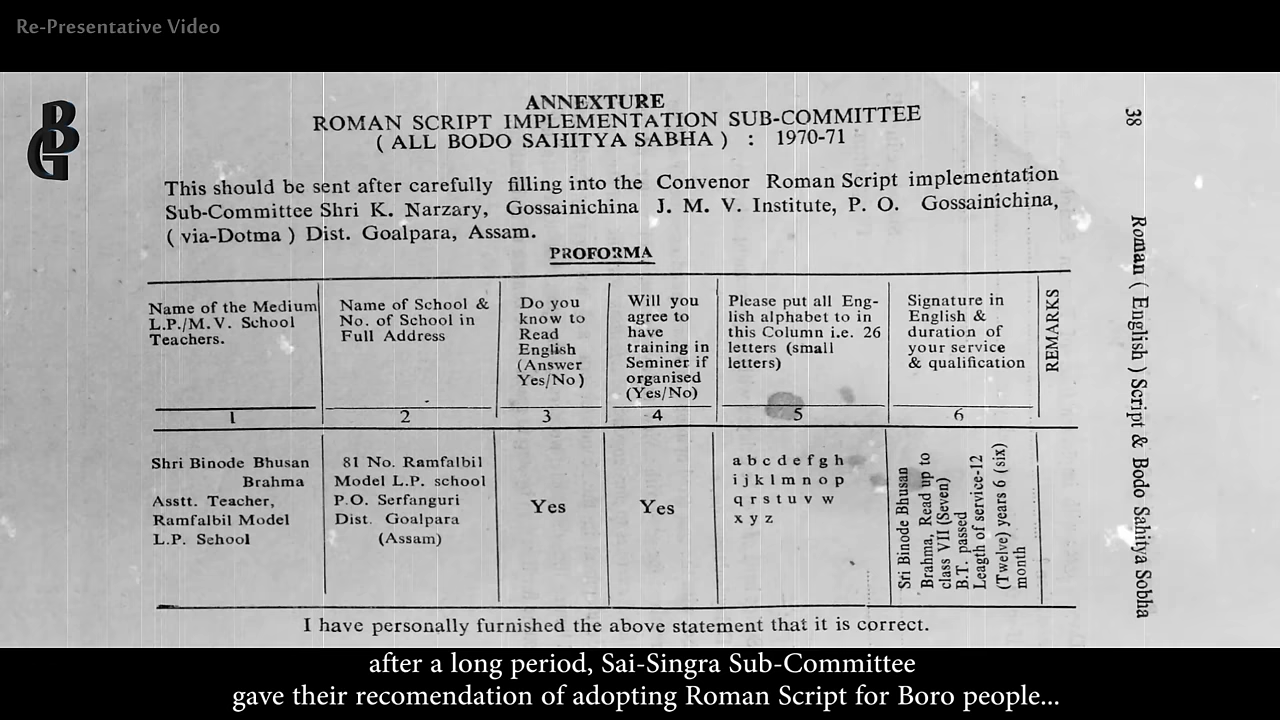 Re-Presentative Video
BG
ANNEXTURE
ROMAN SCRIPT IMPLEMENTATION SUB-COMMITTEE
( ALL BODO SAHITYA SABHA ) : 1970-71
This should be sent after carefully filling into the Convenor Roman Script implementation
Sub-Committee Shri K. Narzary, Gossainichina J. M. V. Institute, P. O. Gossainichina,
( via-Dotma ) Dist. Goalpara, Assam.
PROFORMA
Name of the Medium
L.P./M.V. School
Teachers.
Name of School &
No. of School in
Full Address
Do you
know to
Read
English
(Answer
Yes/No)
Will you
agree to
have
training in
Seminer if
organised
(Yes/No)
Please put all Eng-
lish alphabet to in
this Column i.e. 26
letters (small
letters)
Signature in
English &
duration of
your service
& qualification
REMARKS
1 2 3 4 5 6
Shri Binode Bhusan
Brahma
Asstt. Teacher,
Ramfalbil Model
L.P. School
81 No. Ramfalbil
Model L.P. school
P.O. Serfanguri
Dist. Goalpara
(Assam)
Yes
Yes
a b c d e f g h
i j k l m n o p
q r s t u v w
x y z
Sri Binode Bhusan
Brahma, Read up to
class VII (Seven)
B.T. passed
Leagth of service-12
(Twelve) years 6 (six)
month
I have personally furnished the above statement that it is correct.
38
Roman ( English ) Script & Bodo Sahitya Sobha
after a long period, Sai-Singra Sub-Committee
gave their recomendation of adopting Roman Script for Boro people...